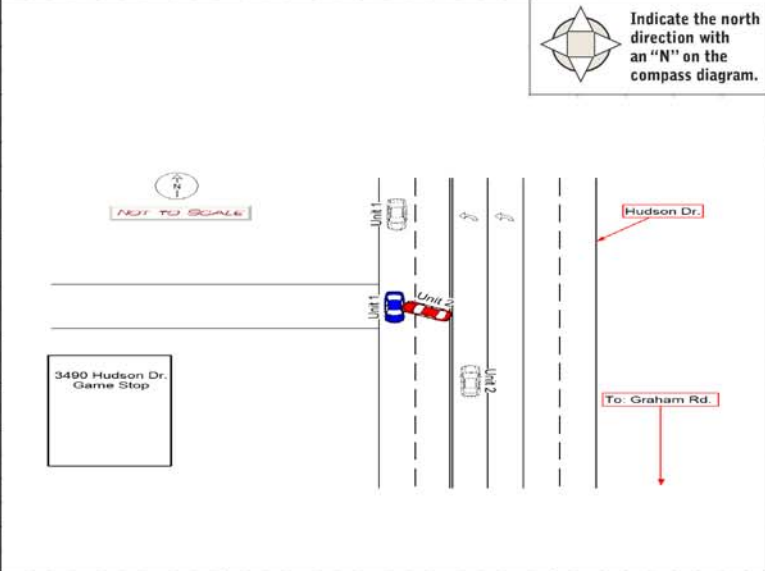 Indicate the north
direction with
an “N” on the
compass diagram.
N
NOT TO SCALE
Unit 1
Hudson Dr.
Unit 1
Unit 2
3490 Hudson Dr.
Game Stop
Unit 2
To: Graham Rd.